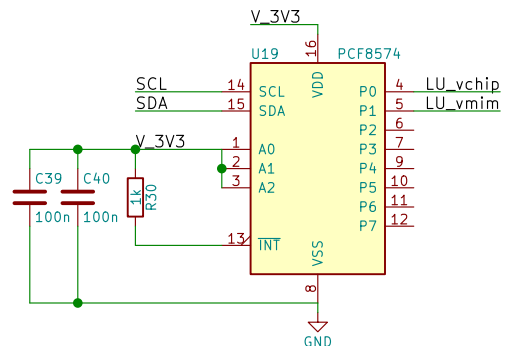 V_3V3
U19
PCF8574
16
VDD
SCL
14
SCL
P0
4
LU_vchip
SDA
15
SDA
P1
5
LU_vmim
P2
6
V_3V3
1
A0
P3
7
2
A1
P4
9
3
A2
P5
10
C39
C40
1k
R30
P6
11
100n
100n
P7
12
13
INT
VSS
8
GND